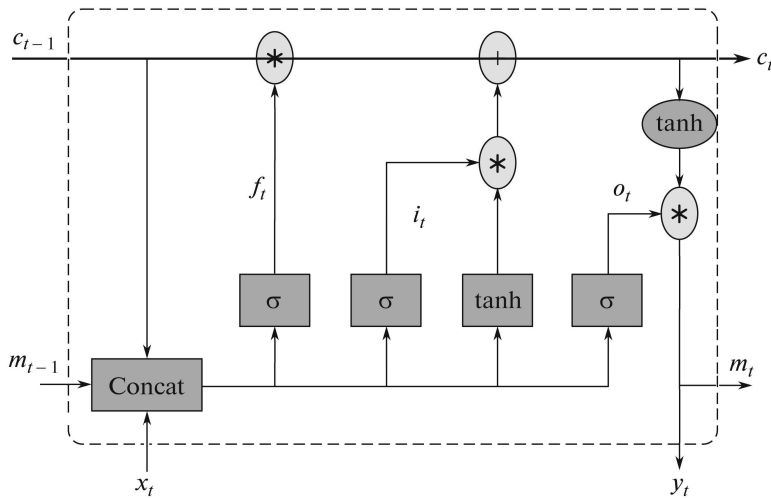 c_{t-1}
*
+
c_t
tanh
f_t
*
i_t
o_t
*
σ
σ
tanh
σ
m_{t-1}
Concat
m_t
x_t
y_t